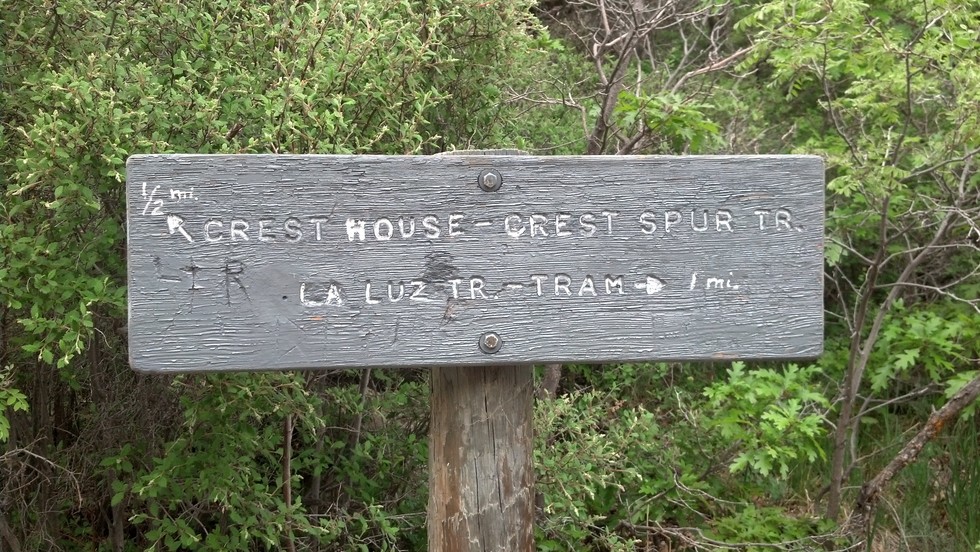 1/2 mi.
CREST HOUSE - CREST SPUR TR.
LA LUZ TR. - TRAM 1 mi.